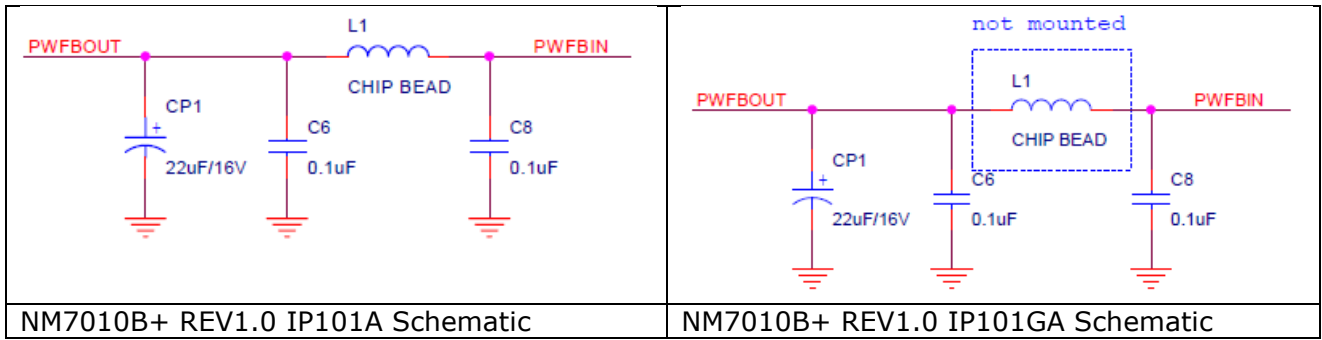 L1
PWFBOUT
PWFBIN
CHIP BEAD
CP1
+
22uF/16V
C6
0.1uF
C8
0.1uF
NM7010B+ REV1.0 IP101A Schematic
not mounted
L1
PWFBOUT
PWFBIN
CHIP BEAD
CP1
+
22uF/16V
C6
0.1uF
C8
0.1uF
NM7010B+ REV1.0 IP101GA Schematic